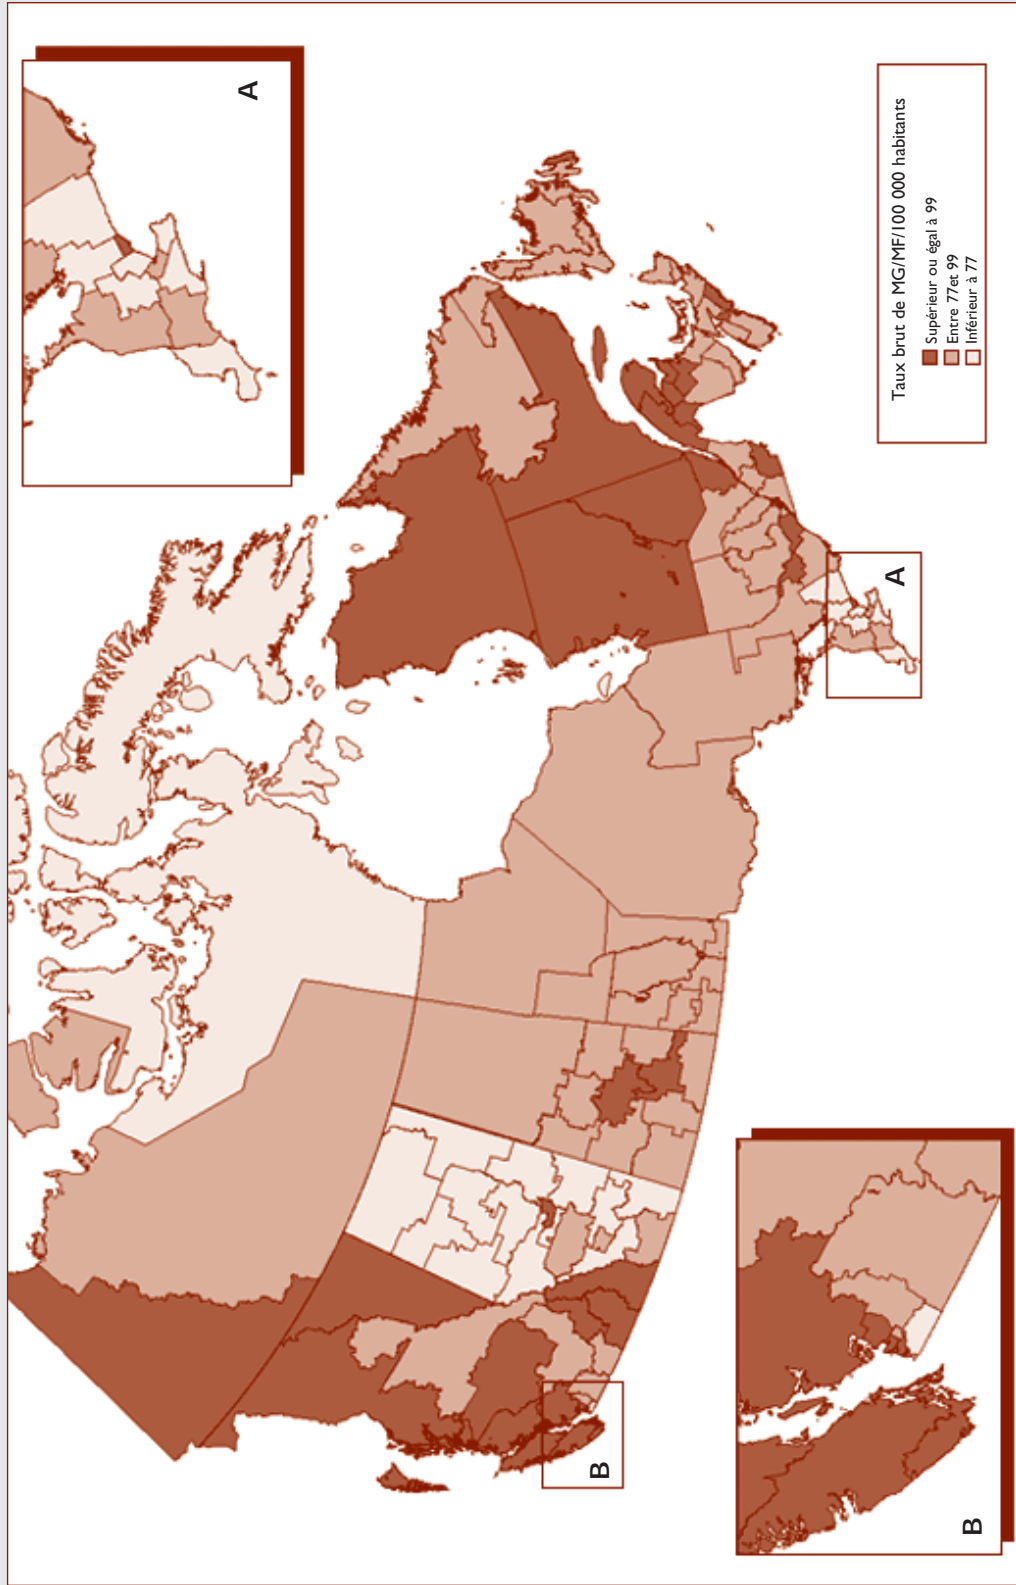 A
Taux brut de MG/MF/100 000 habitants
Supérieur ou égal à 99
Entre 77et 99
Inférieur à 77
A
B
B